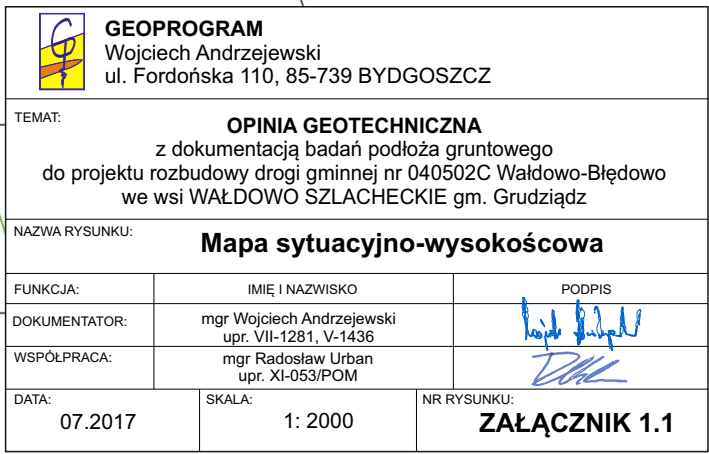 GEOPROGRAM
Wojciech Andrzejewski
ul. Fordońska 110, 85-739 BYDGOSZCZ
TEMAT:
OPINIA GEOTECHNICZNA
z dokumentacją badań podłoża gruntowego
do projektu rozbudowy drogi gminnej nr 040502C Wałdowo-Błędowo
we wsi WAŁDOWO SZLACHECKIE gm. Grudziądz
NAZWA RYSUNKU:
Mapa sytuacyjno-wysokoścowa
FUNKCJA: IMIĘ I NAZWISKO PODPIS
DOKUMENTATOR: mgr Wojciech Andrzejewski
upr. VII-1281, V-1436
WSPÓŁPRACA: mgr Radosław Urban
upr. XI-053/POM
DATA: SKALA: NR RYSUNKU:
07.2017 1: 2000 ZAŁĄCZNIK 1.1